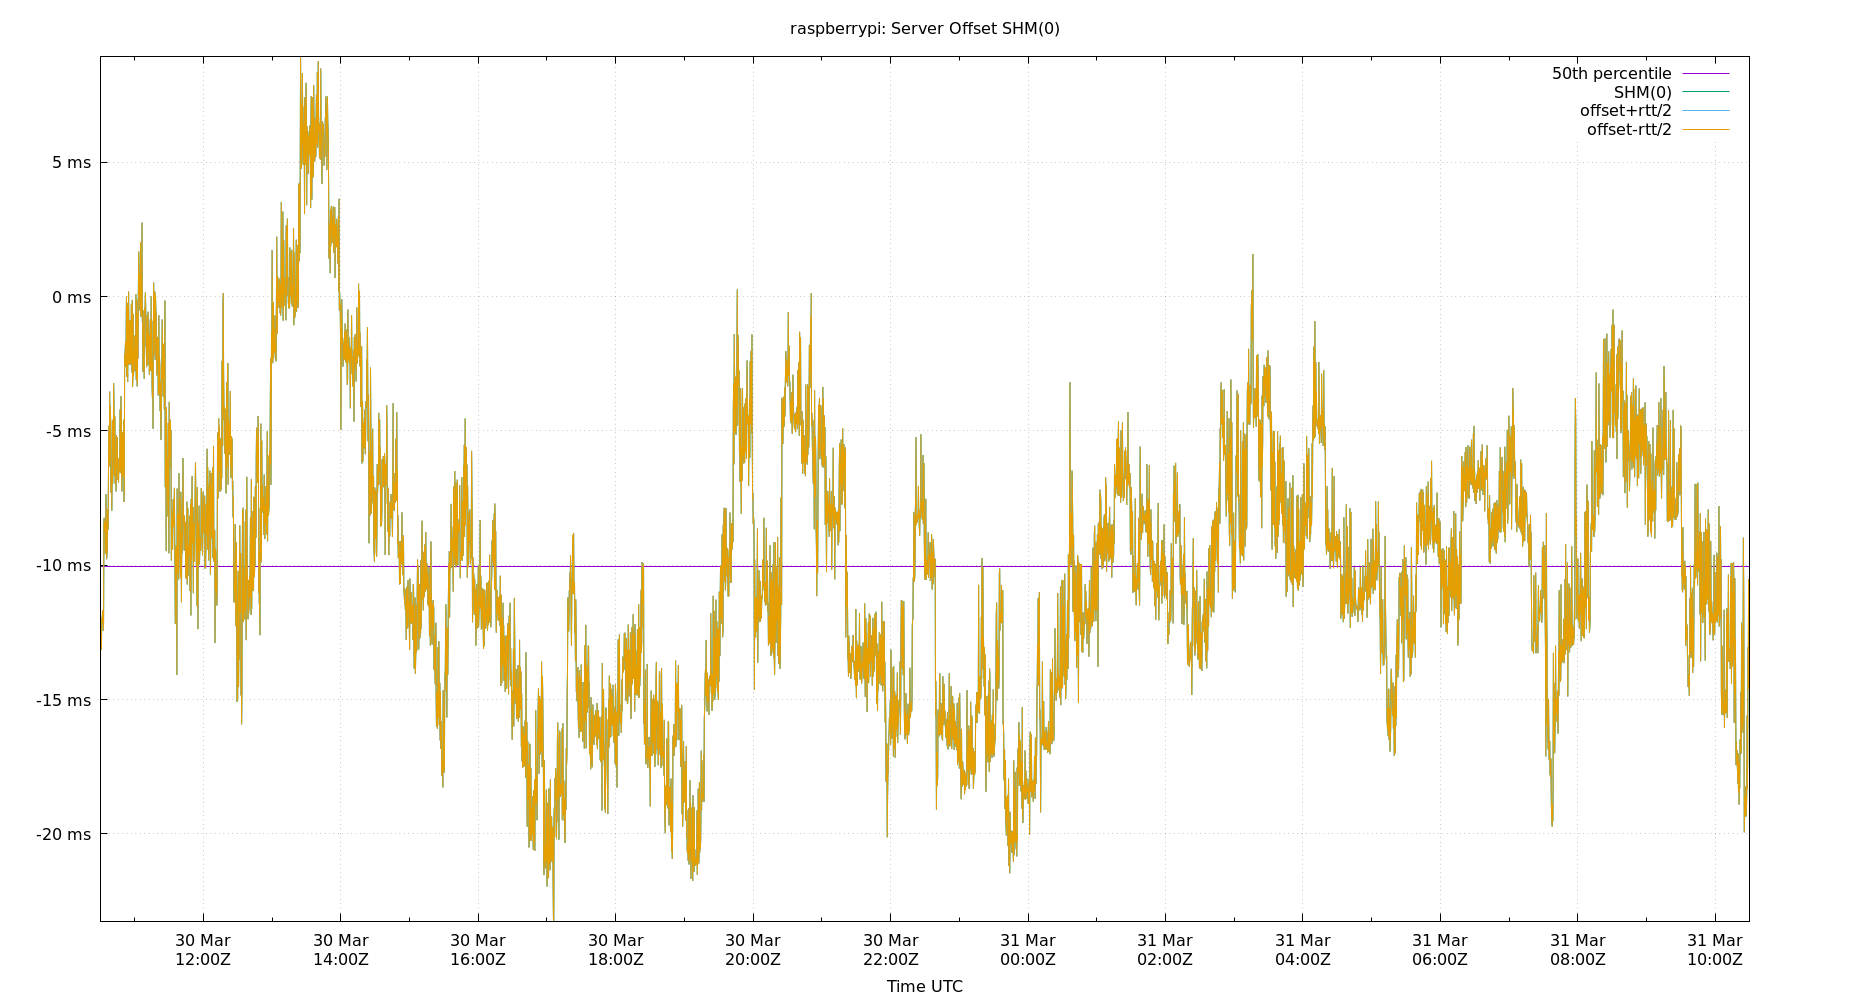 raspberrypi: Server Offset SHM(0)
50th percentile
SHM(0)
offset+rtt/2
offset-rtt/2
5 ms
0 ms
-5 ms
-10 ms
-15 ms
-20 ms
30 Mar 30 Mar 30 Mar 30 Mar 30 Mar 30 Mar 31 Mar 31 Mar 31 Mar 31 Mar 31 Mar 31 Mar
12:00Z 14:00Z 16:00Z 18:00Z 20:00Z 22:00Z 00:00Z 02:00Z 04:00Z 06:00Z 08:00Z 10:00Z
Time UTC